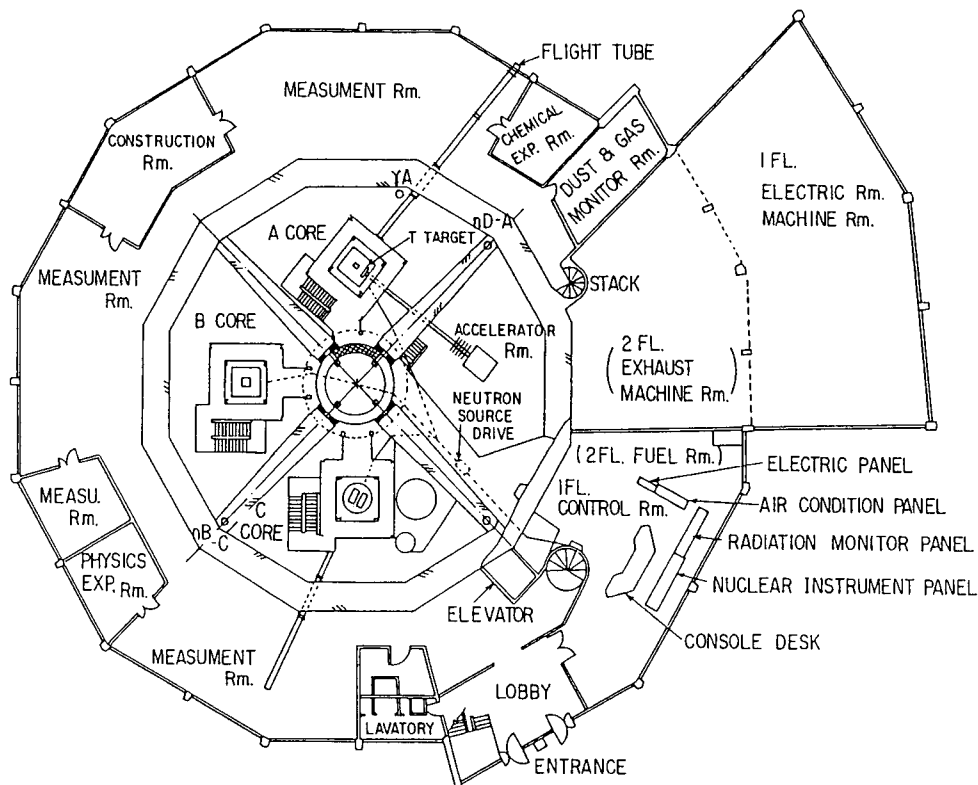 FLIGHT TUBE
MEASUMENT Rm.
CONSTRUCTION
Rm.
CHEMICAL
EXP. Rm.
DUST & GAS
MONITOR Rm.
1 FL.
ELECTRIC Rm.
MACHINE Rm.
γA
nD-A
A CORE
T TARGET
MEASUMENT
Rm.
STACK
B CORE
ACCELERATOR
Rm.
(2 FL.
EXHAUST
MACHINE Rm.)
NEUTRON
SOURCE
DRIVE
(2FL. FUEL Rm.)
ELECTRIC PANEL
1FL.
CONTROL Rm.
AIR CONDITION PANEL
MEASU.
Rm.
C
CORE
nB-C
RADIATION MONITOR PANEL
PHYSICS
EXP. Rm.
NUCLEAR INSTRUMENT PANEL
ELEVATOR
CONSOLE DESK
MEASUMENT
Rm.
LOBBY
LAVATORY
ENTRANCE